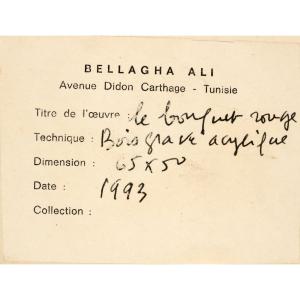 BELLAGHA ALI
Avenue Didon Carthage - Tunisie
Titre de l'œuvre : le bouquet rouge
Technique : Bois gravé acrylique
Dimension : 65x50
Date : 1993
Collection :